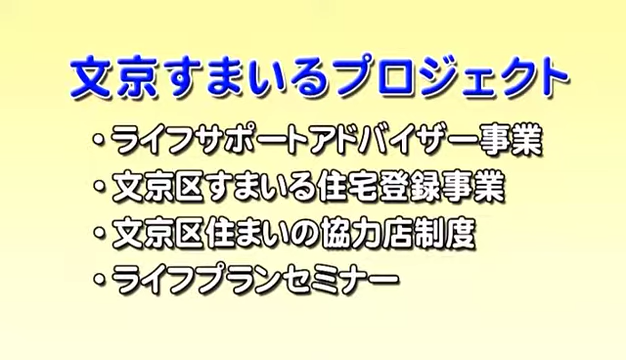 文京すまいるプロジェクト
・ライフサポートアドバイザー事業
・文京区すまいる住宅登録事業
・文京区住まいの協力店制度
・ライフプランセミナー